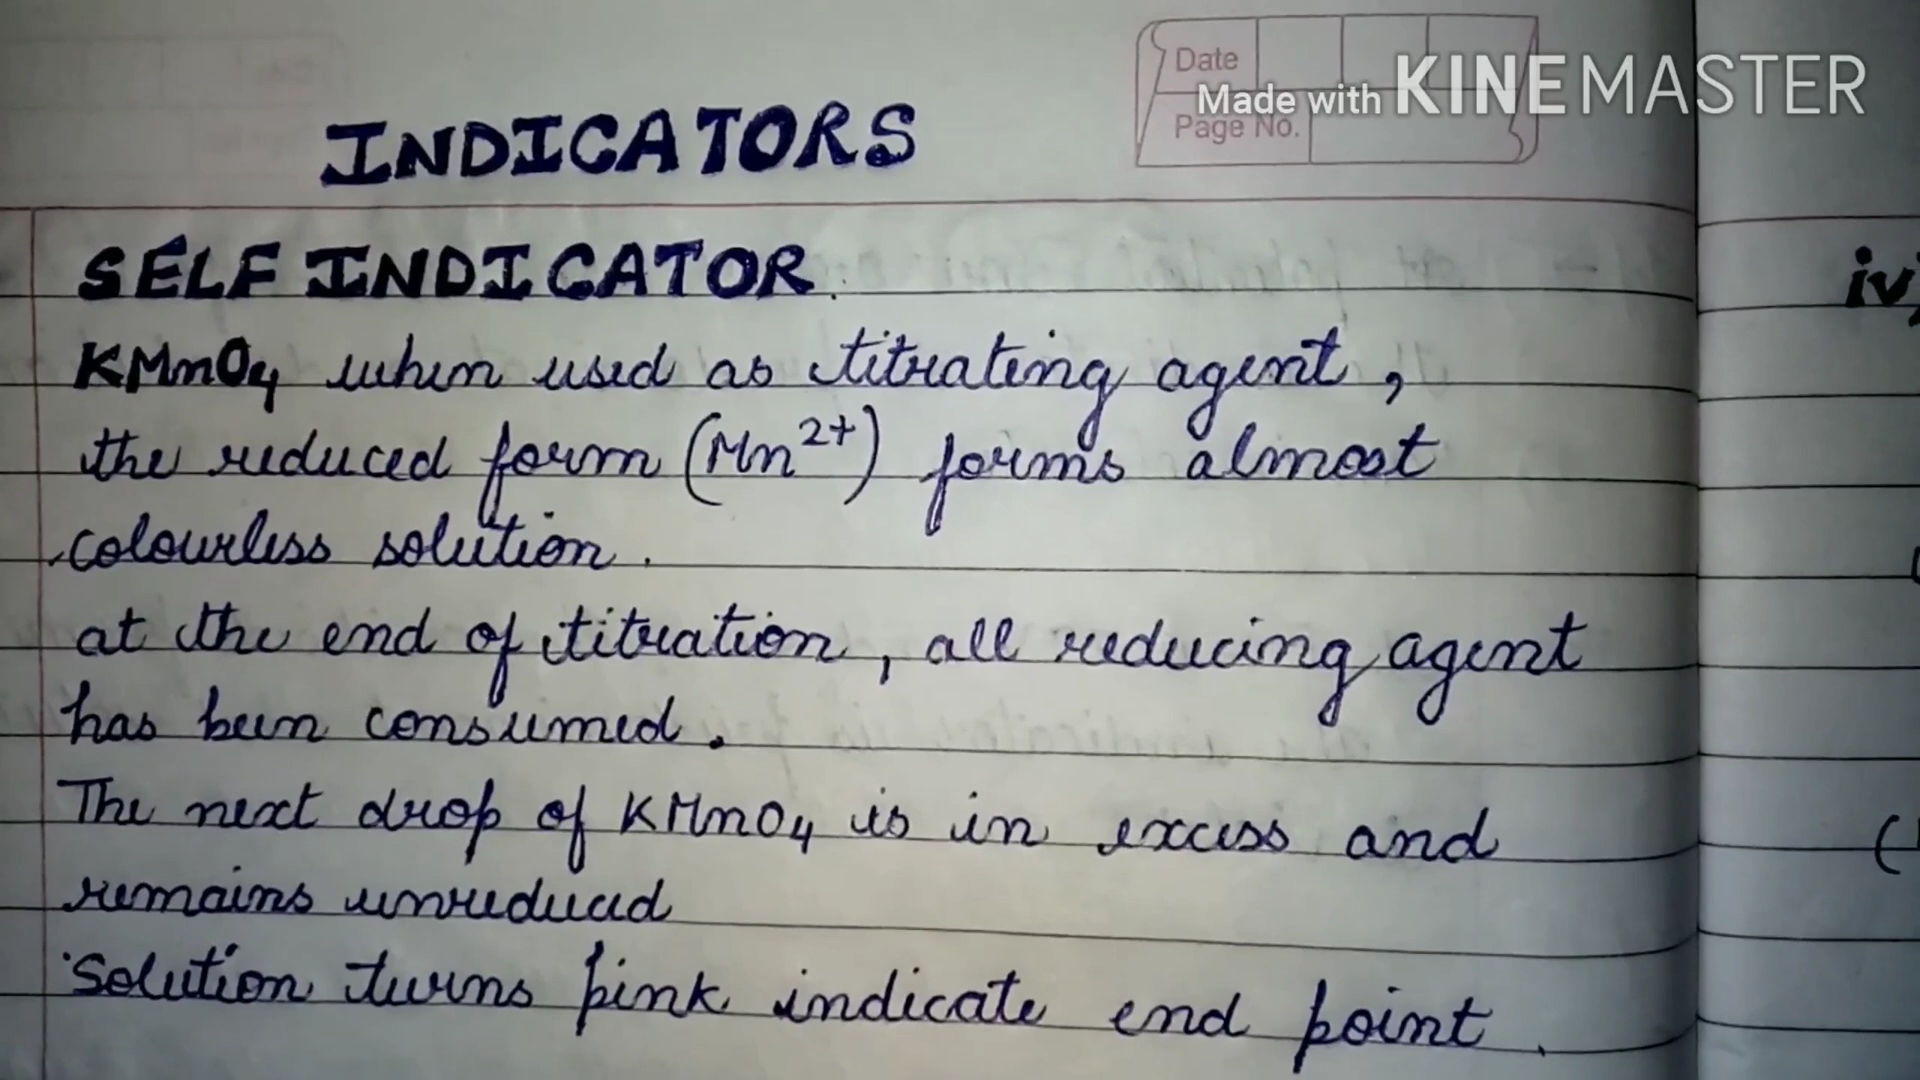 Date
Made with KINEMASTER
Page No.
INDICATORS
SELF INDICATOR.
KMnO4 when used as titrating agent,
the reduced form (Mn2+) forms almost
colourless solution.
at the end of titration, all reducing agent
has been consumed.
The next drop of KMnO4 is in excess and
remains unreduced
Solution turns pink indicate end point.
iv)
(